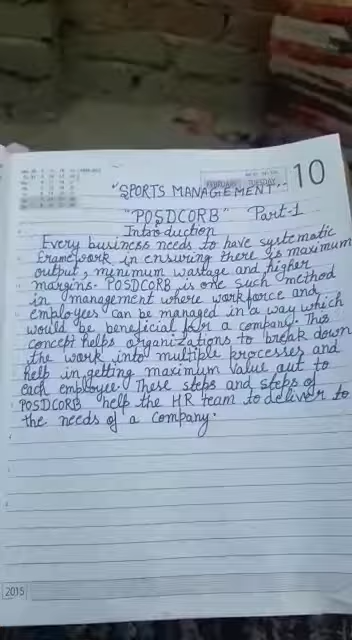 "SPORTS MANAGEMENT"
FEBRUARY TUESDAY 10
"POSDCORB" Part-1
Introduction
Every business needs to have systematic
framework in ensuring there is maximum
output, minimum wastage and higher
margins. POSDCORB is one such method
in management where workforce and
employees can be managed in a way which
would be beneficial for a company. This
concept helps organizations to break down
the work into multiple processes and
help in getting maximum value out to
each employee. These steps and steps of
POSDCORB help the HR team to deliver to
the needs of a company.
2015